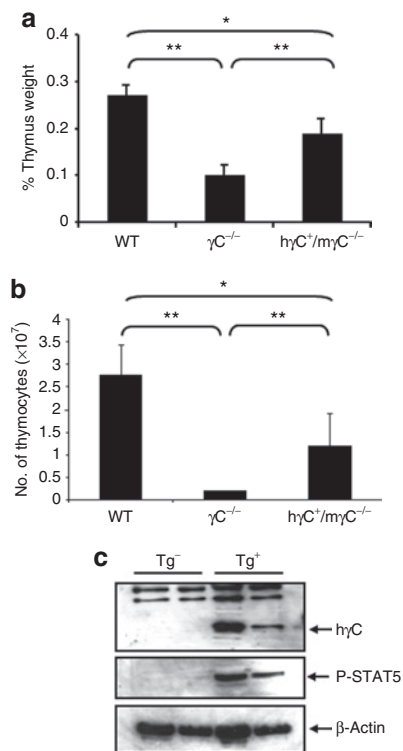 a
*
**
**
% Thymus weight
0.4
0.3
0.2
0.1
0
WT
γC⁻/⁻
hγC⁺/mγC⁻/⁻
b
*
**
**
No. of thymocytes (×10⁷)
4
3.5
3
2.5
2
1.5
1
0.5
0
WT
γC⁻/⁻
hγC⁺/mγC⁻/⁻
c
Tg⁻ Tg⁺
hγC
P-STAT5
β-Actin